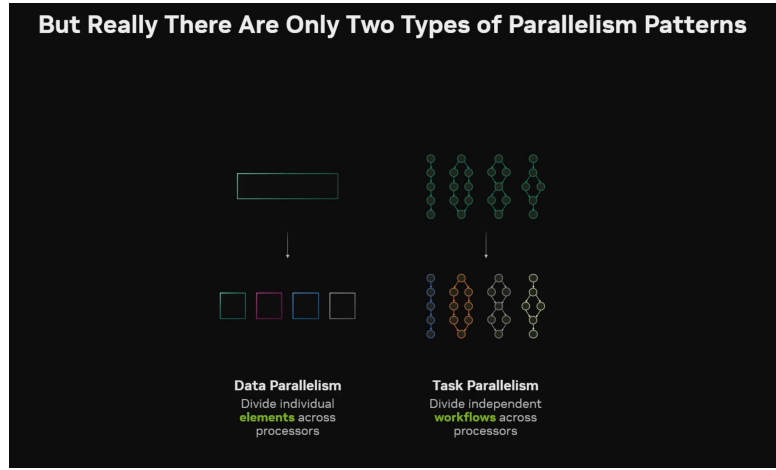 But Really There Are Only Two Types of Parallelism Patterns
Data Parallelism
Divide individual
elements across
processors
Task Parallelism
Divide independent
workflows across
processors